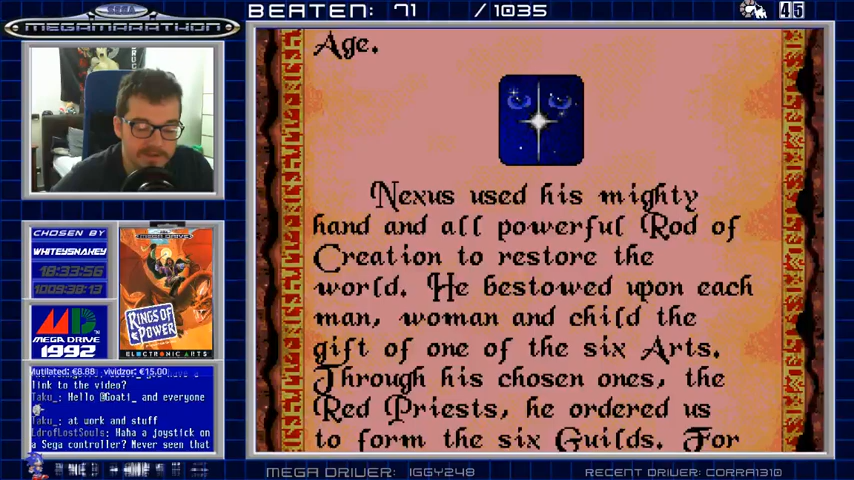 SEGA
MEGAMARATHON
BEATEN: 71 / 1035
45
Age.
Nexus used his mighty
hand and all powerful Rod of
Creation to restore the
world. He bestowed upon each
man, woman and child the
gift of one of the six Arts.
Through his chosen ones, the
Red Priests, he ordered us
to form the six Guilds. For
CHOSEN BY
WHITEYSNAKEY
18:33:56
1009:38:13
MEGA DRIVE
1992
MEGA DRIVE
RINGS OF
POWER
ELECTRONIC ARTS
Mutilated: €8.88 vividzor: €15.00
link to the video?
Taku_: Hello @Goati_ and everyone
Taku_: at work and stuff
LdrofLostSouls: Haha a joystick on
a Sega controller? Never seen that
MEGA DRIVER: IGGY248
RECENT DRIVER: CORRA1310